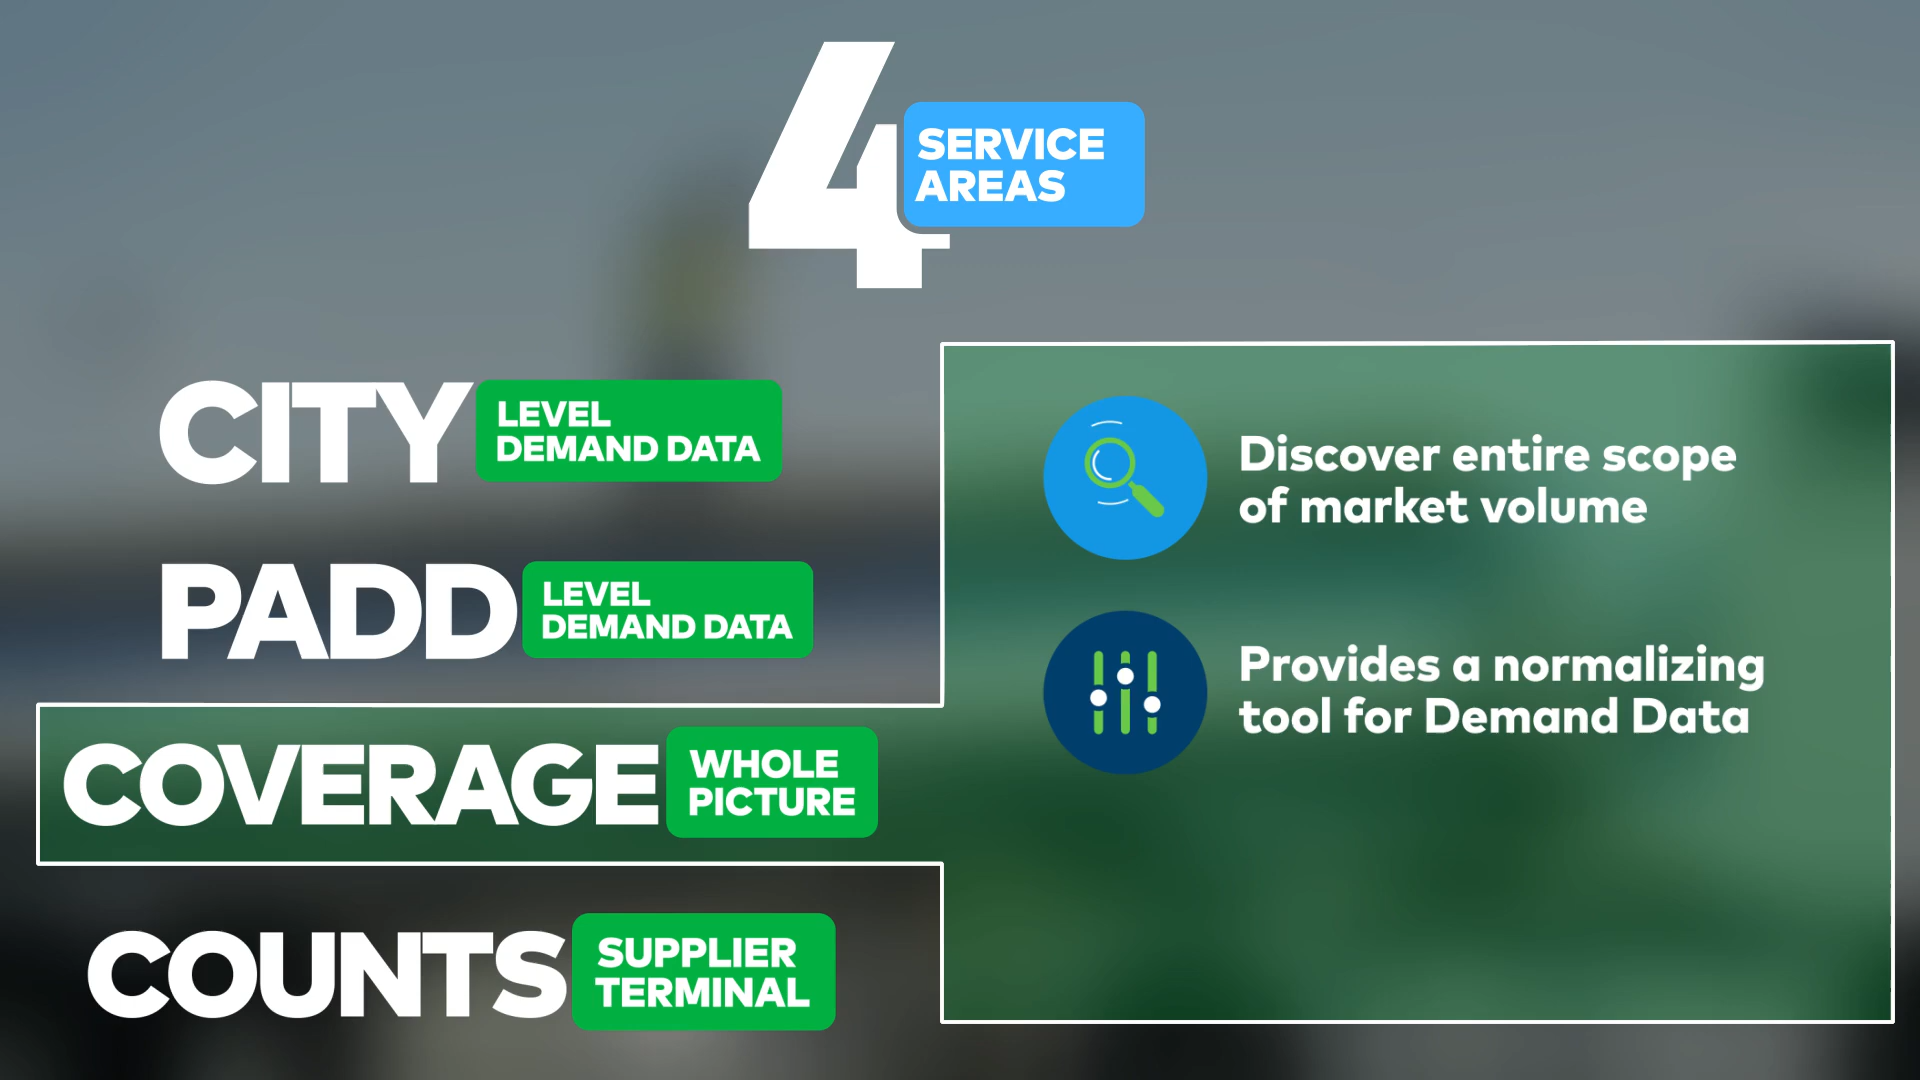 4
SERVICE
AREAS
CITY
LEVEL
DEMAND DATA
PADD
LEVEL
DEMAND DATA
COVERAGE
WHOLE
PICTURE
COUNTS
SUPPLIER
TERMINAL
Discover entire scope
of market volume
Provides a normalizing
tool for Demand Data